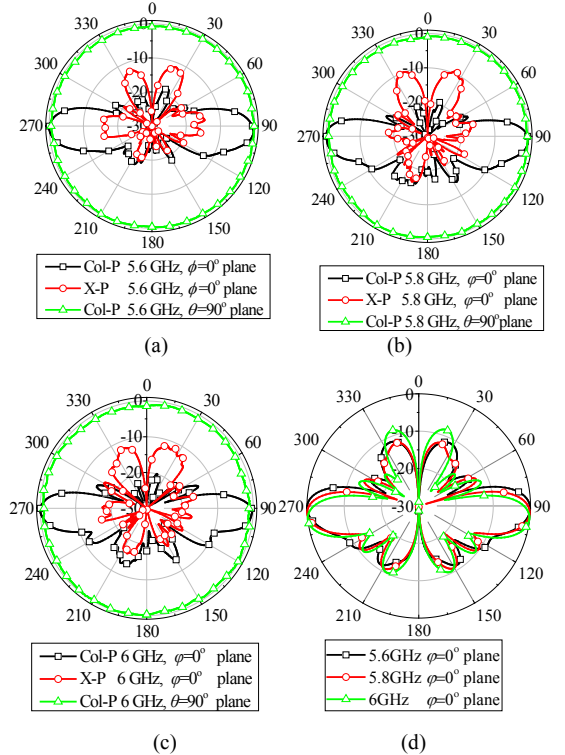 0
330 30
300 60
270 90
240 120
210 150
180
0
-10
-20
-30
Col-P 5.6 GHz, ϕ=0° plane
X-P 5.6 GHz, ϕ=0° plane
Col-P 5.6 GHz, θ=90° plane
(a)
0
330 30
300 60
270 90
240 120
210 150
180
0
-10
-20
-30
Col-P 5.8 GHz, φ=0° plane
X-P 5.8 GHz, φ=0° plane
Col-P 5.8 GHz, θ=90° plane
(b)
0
330 30
300 60
270 90
240 120
210 150
180
0
-10
-20
-30
Col-P 6 GHz, φ=0° plane
X-P 6 GHz, φ=0° plane
Col-P 6 GHz, θ=90° plane
(c)
0
330 30
300 60
270 90
240 120
210 150
180
0
-10
-20
-30
5.6GHz φ=0° plane
5.8GHz φ=0° plane
6GHz φ=0° plane
(d)